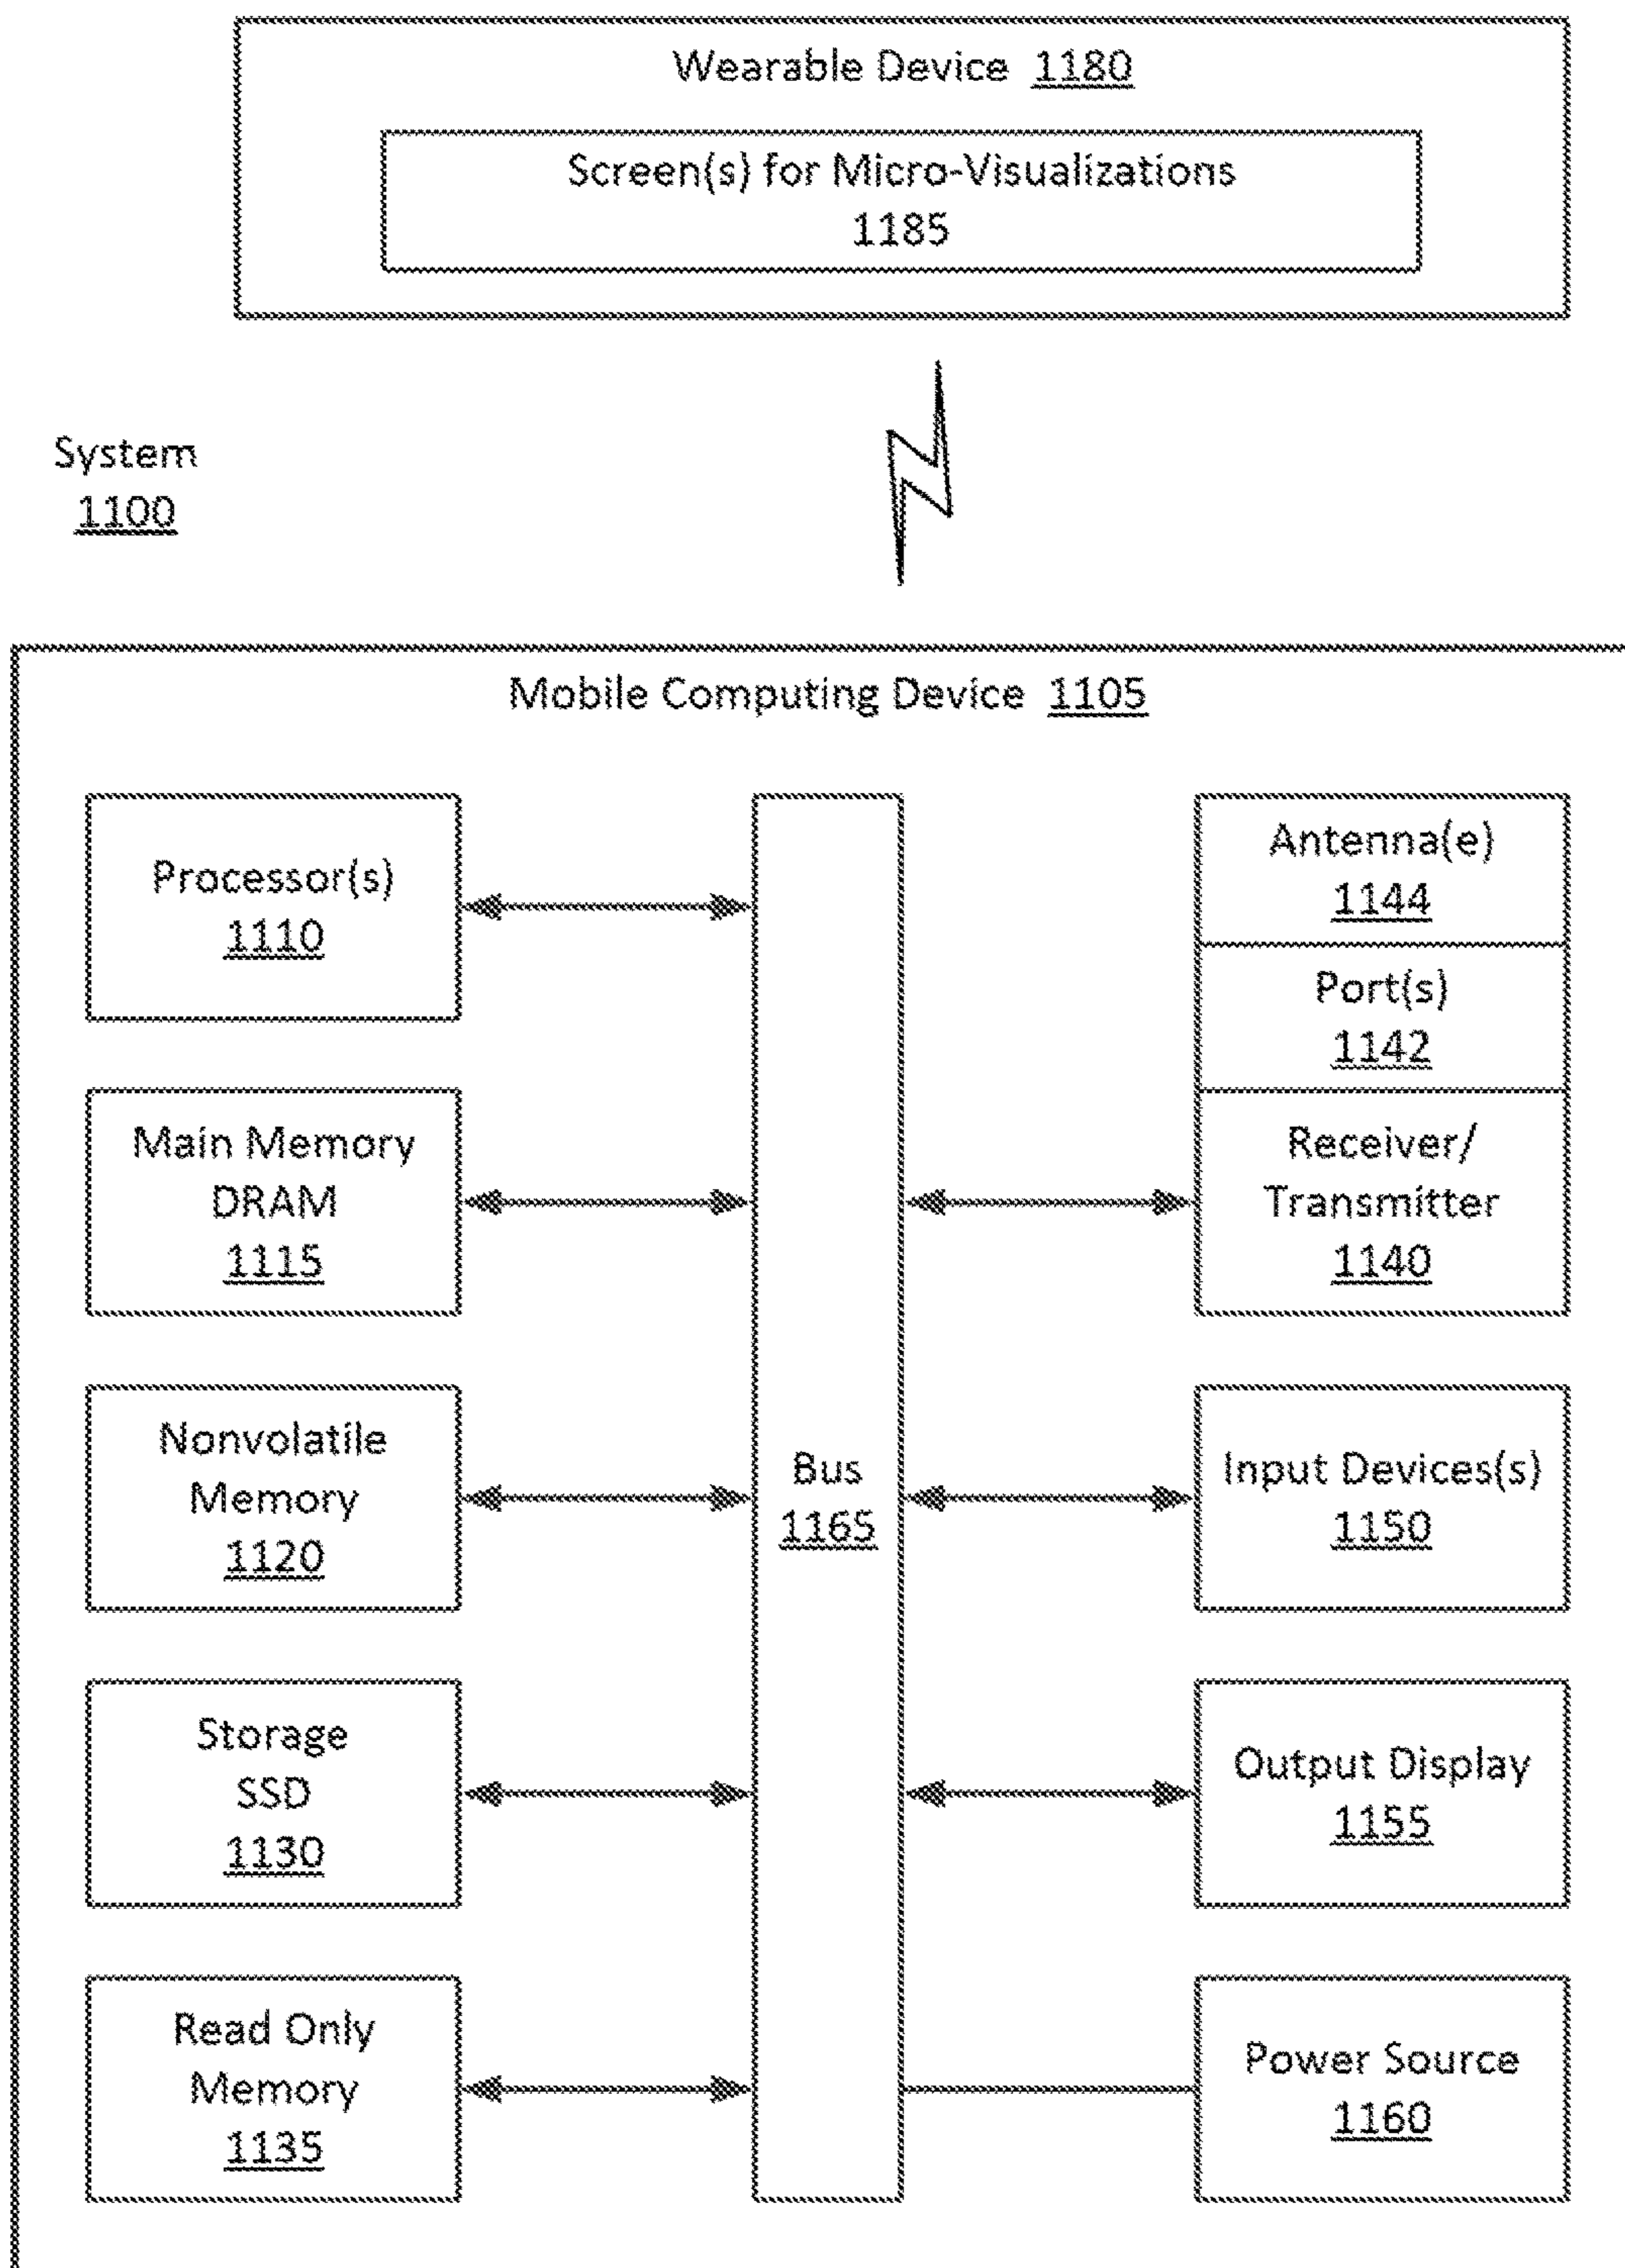 Wearable Device 1180
Screen(s) for Micro-Visualizations
1185
System
1100
Mobile Computing Device 1105
Processor(s)
1110
Main Memory
DRAM
1115
Nonvolatile
Memory
1120
Storage
SSD
1130
Read Only
Memory
1135
Bus
1165
Antenna(e)
1144
Port(s)
1142
Receiver/
Transmitter
1140
Input Devices(s)
1150
Output Display
1155
Power Source
1160